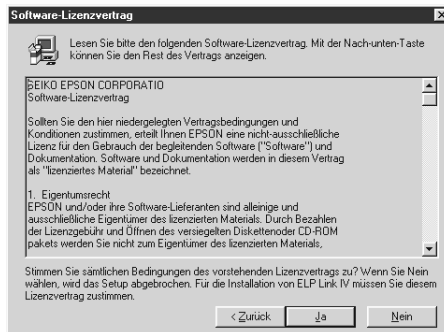 Software-Lizenzvertrag
Lesen Sie bitte den folgenden Software-Lizenzvertrag. Mit der Nach-unten-Taste
können Sie den Rest des Vertrags anzeigen.
SEIKO EPSON CORPORATIO
Software-Lizenzvertrag
Sollten Sie den hier niedergelegten Vertragsbedingungen und
Konditionen zustimmen, erteilt Ihnen EPSON eine nicht-ausschließliche
Lizenz für den Gebrauch der begleitenden Software ("Software") und
Dokumentation. Software und Dokumentation werden in diesem Vertrag
als "lizenziertes Material" bezeichnet.
1. Eigentumsrecht
EPSON und/oder ihre Software-Lieferanten sind alleinige und
ausschließliche Eigentümer des lizenzierten Materials. Durch Bezahlen
der Lizenzgebühr und Öffnen des versiegelten Diskettenoder CD-ROM
pakets werden Sie nicht zum Eigentümer des lizenzierten Materials,
Stimmen Sie sämtlichen Bedingungen des vorstehenden Lizenzvertrags zu? Wenn Sie Nein
wählen, wird das Setup abgebrochen. Für die Installation von ELP Link IV müssen Sie diesem
Lizenzvertrag zustimmen.
< Zurück
Ja
Nein